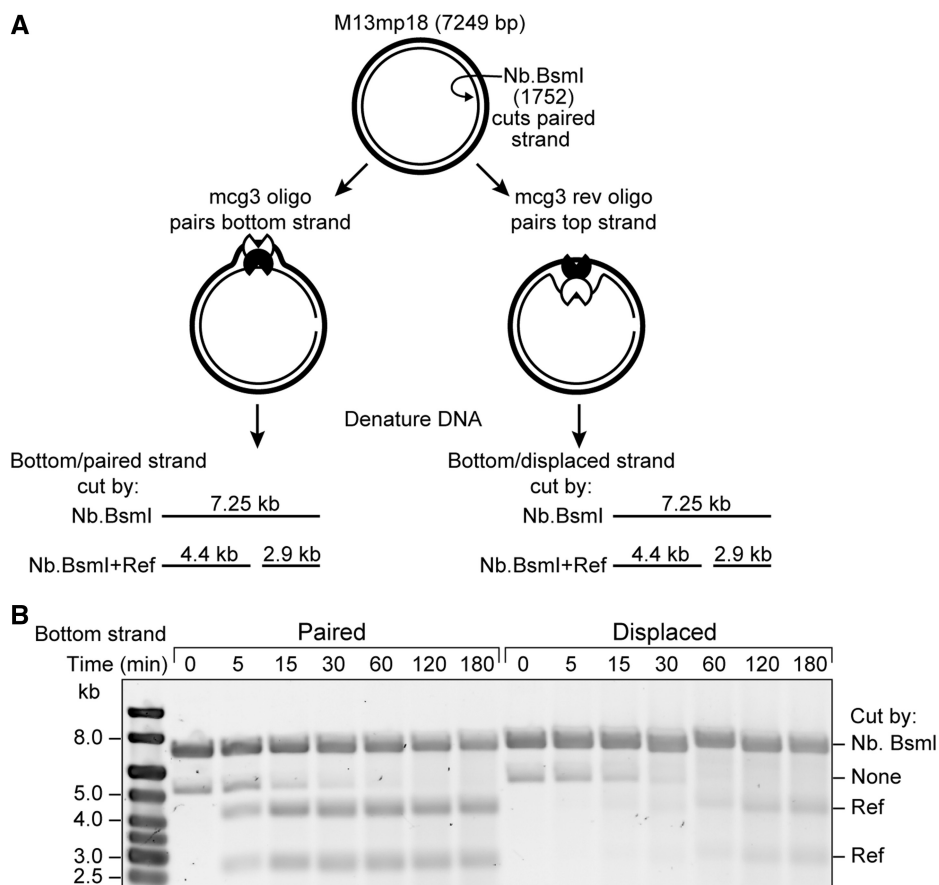 A
M13mp18 (7249 bp)
Nb.BsmI
(1752)
cuts paired
strand
mcg3 oligo
pairs bottom strand
mcg3 rev oligo
pairs top strand
Denature DNA
Bottom/paired strand
cut by:
7.25 kb
Nb.BsmI
4.4 kb 2.9 kb
Nb.BsmI+Ref
Bottom/displaced strand
cut by:
7.25 kb
Nb.BsmI
4.4 kb 2.9 kb
Nb.BsmI+Ref
B
Bottom strand Paired Displaced
Time (min) 0 5 15 30 60 120 180 0 5 15 30 60 120 180
kb
Cut by:
8.0 Nb. BsmI
None
5.0
4.0 Ref
3.0 Ref
2.5